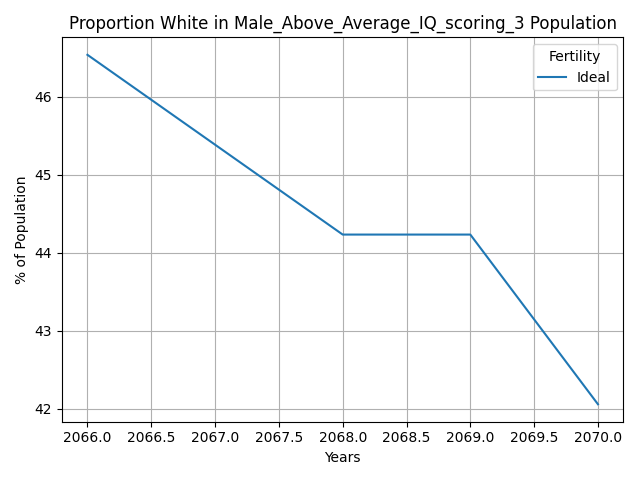 Proportion White in Male_Above_Average_IQ_scoring_3 Population
Fertility
Ideal
46
45
44
43
42
% of Population
2066.0 2066.5 2067.0 2067.5 2068.0 2068.5 2069.0 2069.5 2070.0
Years